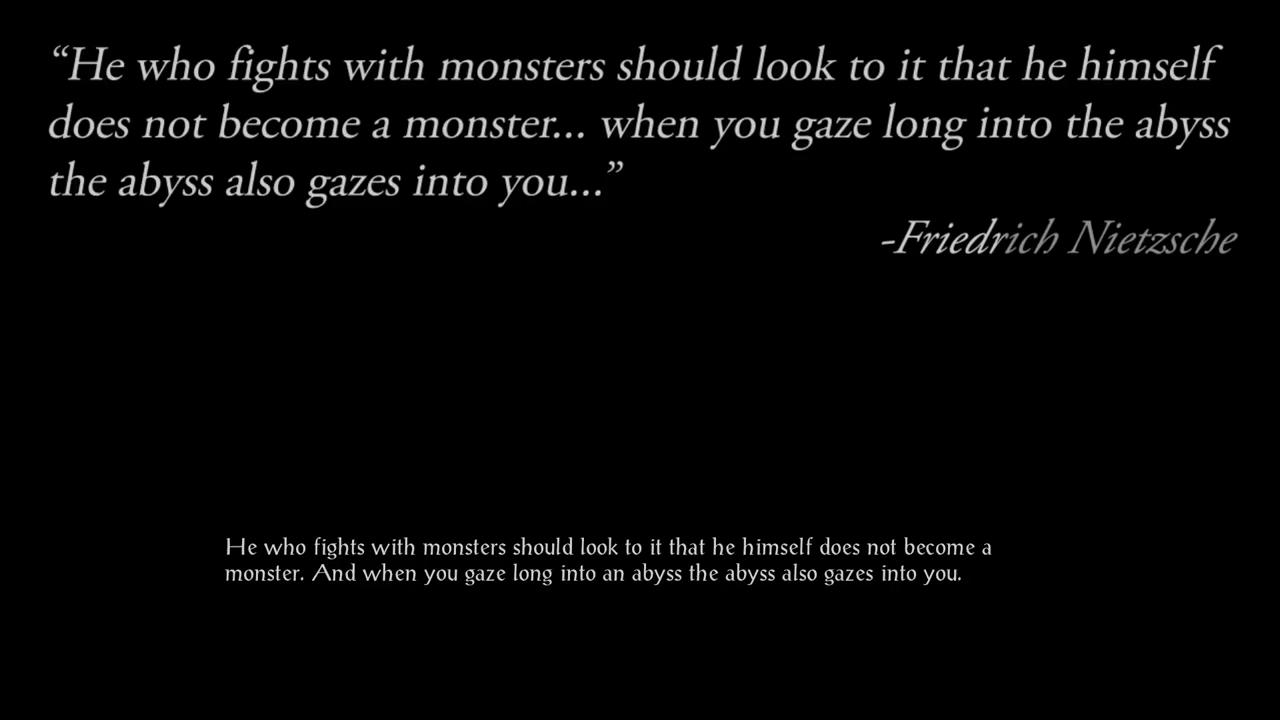 “He who fights with monsters should look to it that he himself
does not become a monster... when you gaze long into the abyss
the abyss also gazes into you...”
-Friedrich Nietzsche
He who fights with monsters should look to it that he himself does not become a
monster. And when you gaze long into an abyss the abyss also gazes into you.